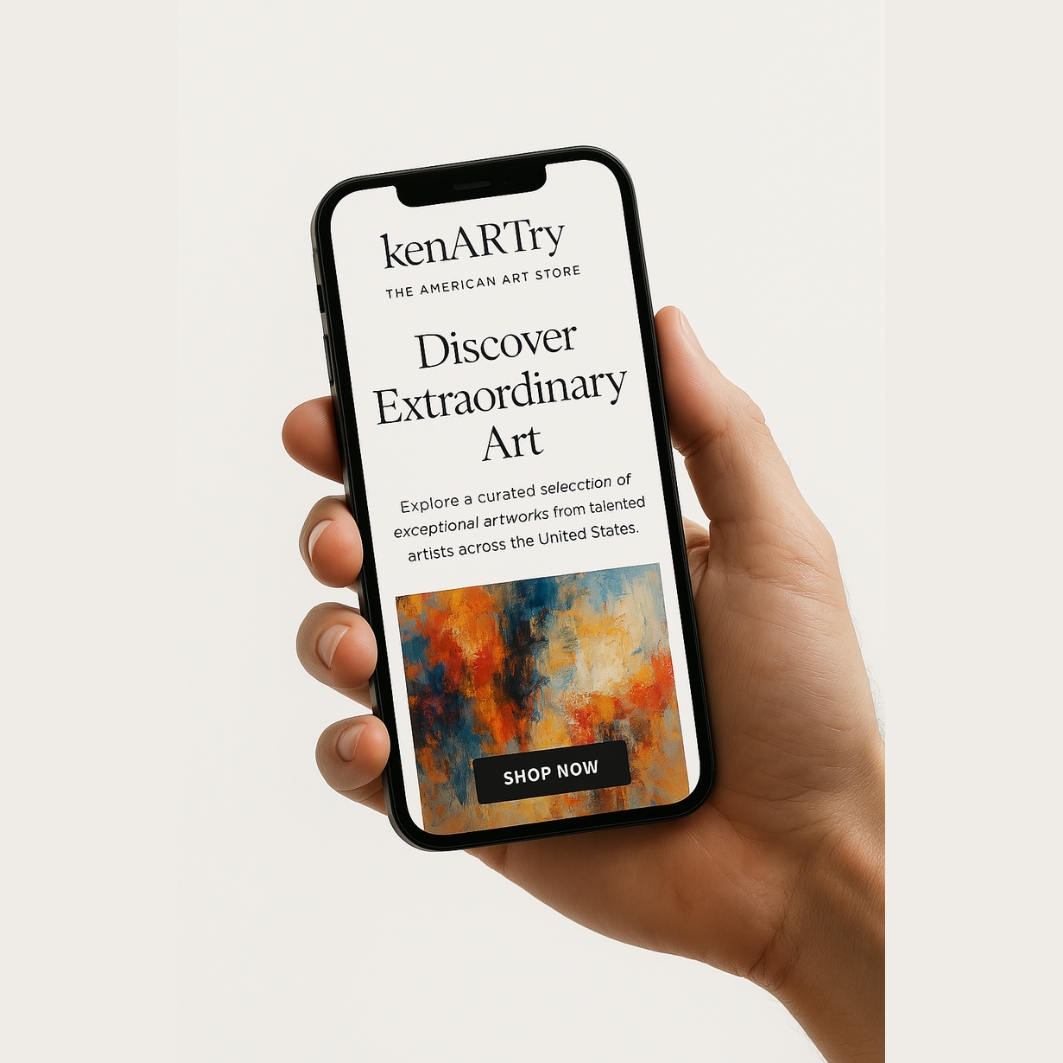 kenARTry
THE AMERICAN ART STORE
Discover
Extraordinary
Art
Explore a curated selecction of
exceptional artworks from talented
artists across the United States.
SHOP NOW